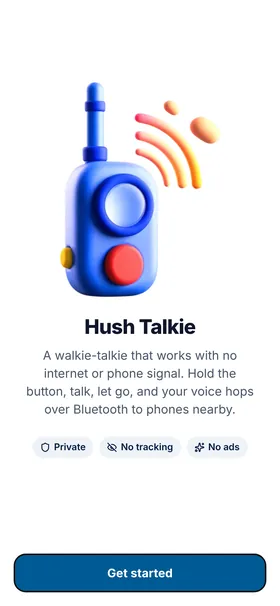 Hush Talkie
A walkie-talkie that works with no
internet or phone signal. Hold the
button, talk, let go, and your voice hops
over Bluetooth to phones nearby.
Private
No tracking
No ads
Get started